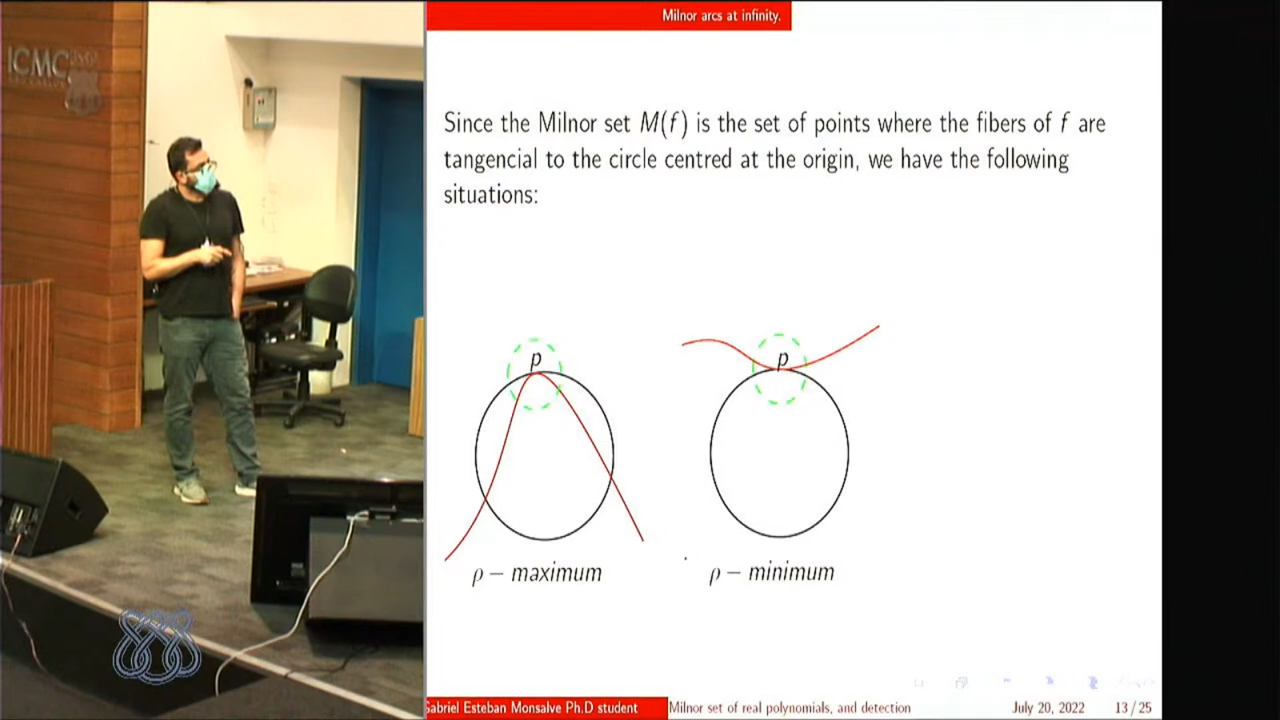 ICMC
Milnor arcs at infinity.
Since the Milnor set M(f) is the set of points where the fibers of f are
tangencial to the circle centred at the origin, we have the following
situations:
p
p
ρ − maximum
ρ − minimum
Gabriel Esteban Monsalve Ph.D student
Milnor set of real polynomials, and detection
July 20, 2022
13 / 25